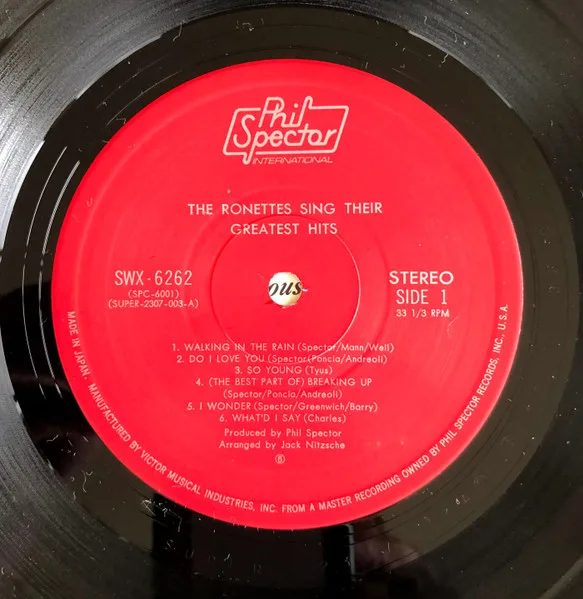 Phil
Spector
INTERNATIONAL
THE RONETTES SING THEIR
GREATEST HITS
SWX-6262
(SPC-6001)
(SUPER-2307-003-A)
ous
STEREO
SIDE 1
33 1/3 RPM
1. WALKING IN THE RAIN (Spector/Mann/Weil)
2. DO I LOVE YOU (Spector/Poncia/Andreoli)
3. SO YOUNG (Tyus)
4. (THE BEST PART OF) BREAKING UP
(Spector/Poncia/Andreoli)
5. I WONDER (Spector/Greenwich/Barry)
6. WHAT'D I SAY (Charles)
Produced by Phil Spector
Arranged by Jack Nitzsche
MADE IN JAPAN. MANUFACTURED BY VICTOR MUSICAL INDUSTRIES, INC. FROM A MASTER RECORDING OWNED BY PHIL SPECTOR RECORDS, INC., U.S.A.